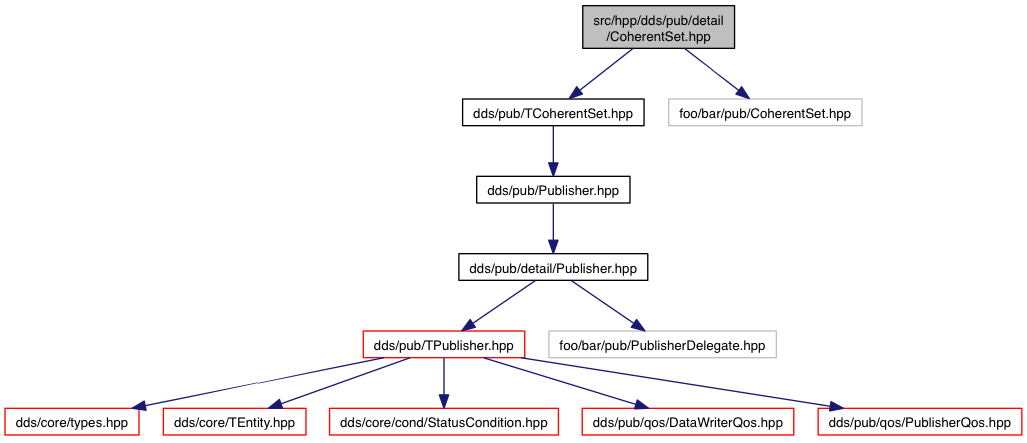 src/hpp/dds/pub/detail
/CoherentSet.hpp
dds/pub/TCoherentSet.hpp
foo/bar/pub/CoherentSet.hpp
dds/pub/Publisher.hpp
dds/pub/detail/Publisher.hpp
dds/pub/TPublisher.hpp
foo/bar/pub/PublisherDelegate.hpp
dds/core/types.hpp
dds/core/TEntity.hpp
dds/core/cond/StatusCondition.hpp
dds/pub/qos/DataWriterQos.hpp
dds/pub/qos/PublisherQos.hpp